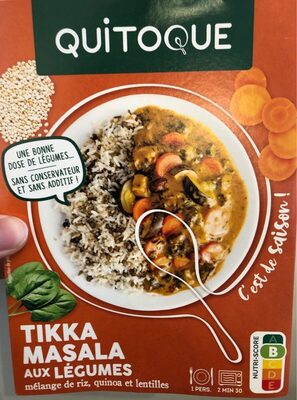 QUITOQUE
UNE BONNE
DOSE DE LÉGUMES...
SANS CONSERVATEUR
ET SANS ADDITIF !
C'est de saison !
TIKKA
MASALA
AUX LÉGUMES
mélange de riz, quinoa et lentilles
1 PERS.
2 MIN 30
NUTRI-SCORE
A
B
C
D
E